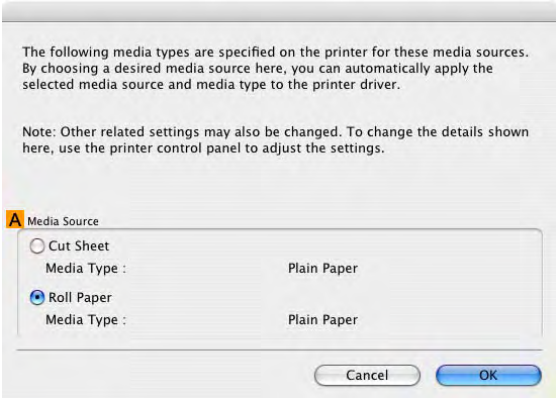 The following media types are specified on the printer for these media sources.
By choosing a desired media source here, you can automatically apply the
selected media source and media type to the printer driver.
Note: Other related settings may also be changed. To change the details shown
here, use the printer control panel to adjust the settings.
A Media Source
Cut Sheet
Media Type : Plain Paper
Roll Paper
Media Type : Plain Paper
Cancel OK